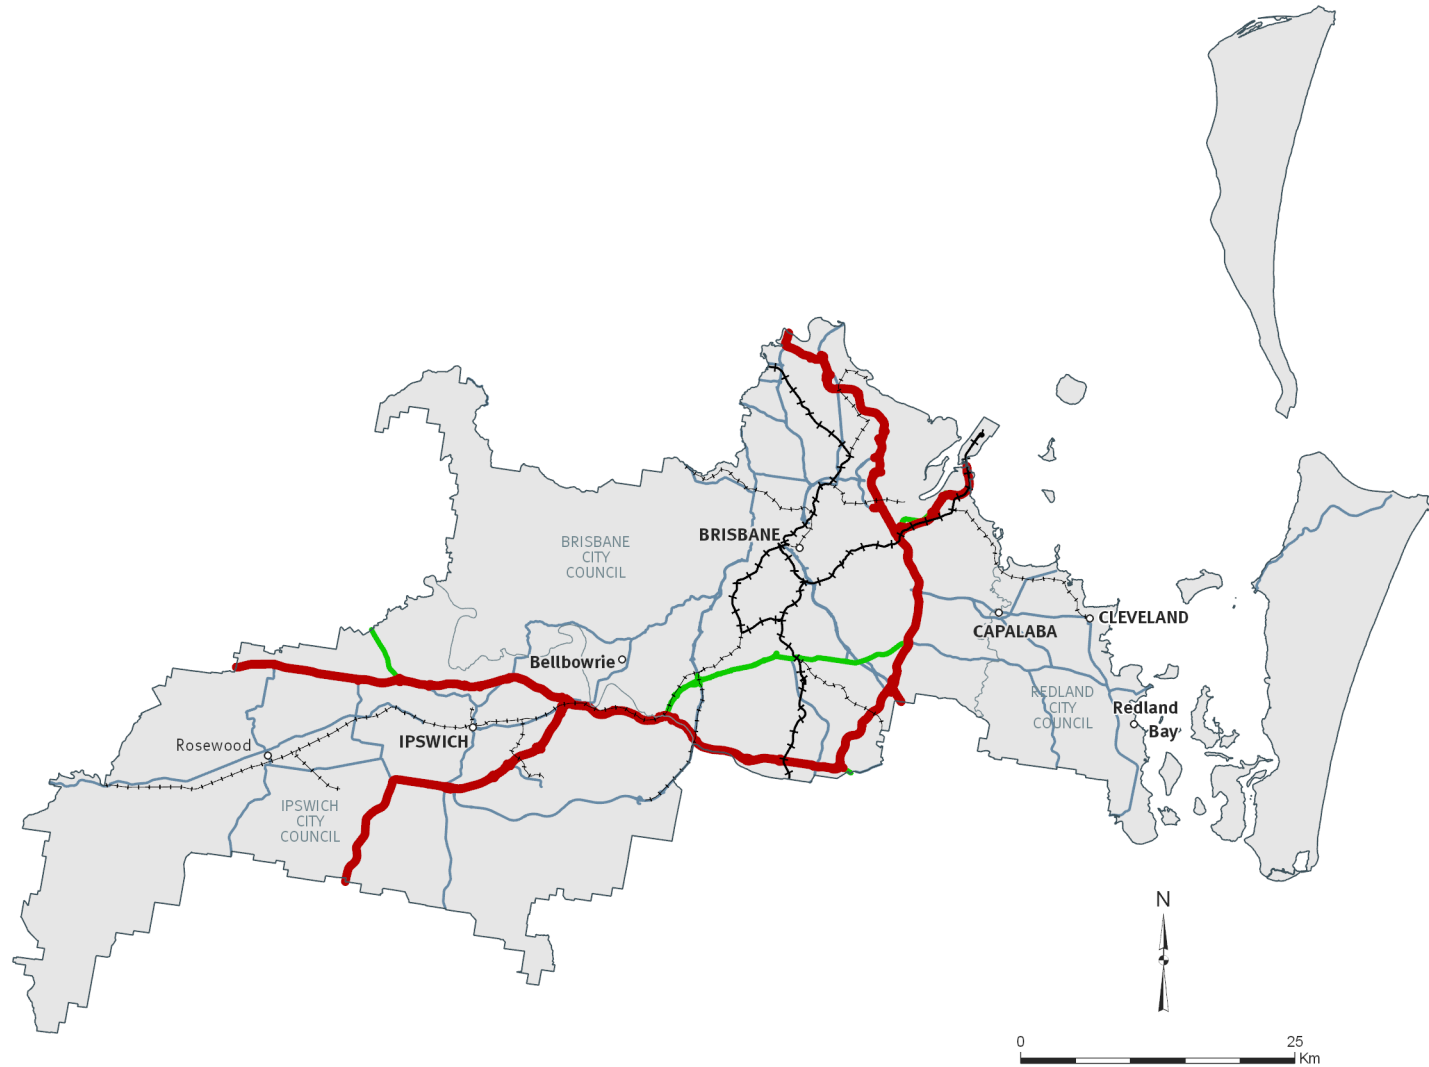 BRISBANE
BRISBANE
CITY
COUNCIL
CLEVELAND
CAPALABA
Bellbowrie
REDLAND
CITY
COUNCIL
Redland
Bay
Rosewood
IPSWICH
IPSWICH
CITY
COUNCIL
N
0 25
Km